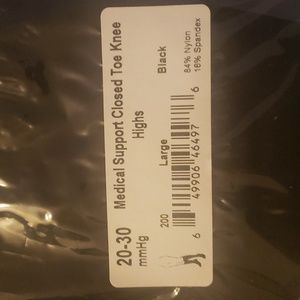 20-30
mmHg
Medical Support Closed Toe Knee
Highs
200
Large
Black
84% Nylon
16% Spandex
6 49906 46497 6